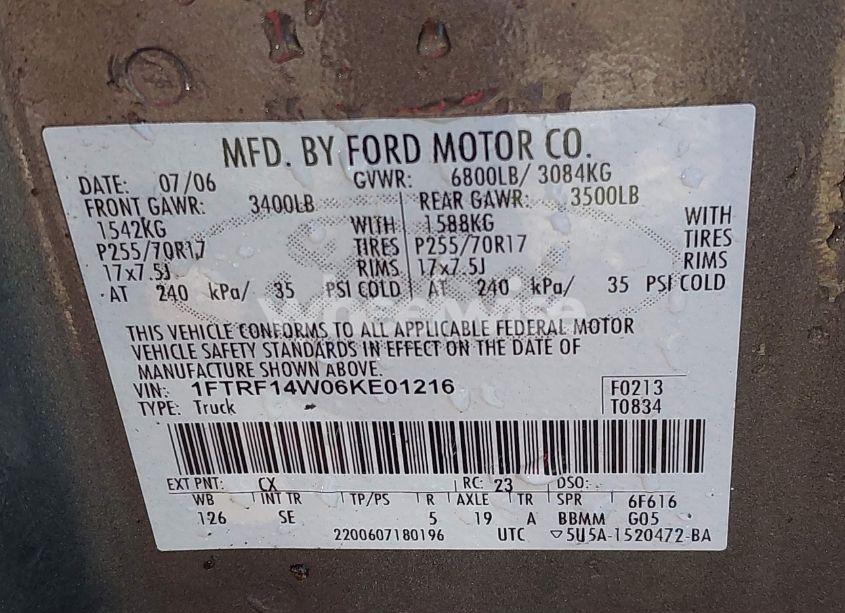 MFD. BY FORD MOTOR CO.
DATE: 07/06 GVWR: 6800LB/ 3084KG
FRONT GAWR: 3400LB REAR GAWR: 3500LB
1542KG WITH 1588KG WITH
P255/70R17 TIRES P255/70R17 TIRES
17x7.5J RIMS 17x7.5J RIMS
AT 240 kPa/ 35 PSI COLD AT 240 kPa/ 35 PSI COLD
THIS VEHICLE CONFORMS TO ALL APPLICABLE FEDERAL MOTOR
VEHICLE SAFETY STANDARDS IN EFFECT ON THE DATE OF
MANUFACTURE SHOWN ABOVE.
VIN: 1FTRF14W06KE01216 F0213
TYPE: Truck T0834
EXT PNT: CX RC: 23 DSO:
WB INT TR TP/PS R AXLE TR SPR 6F616
126 SE 5 19 A BBMM G05
2200607180196 UTC ▽5U5A-1520472-BA